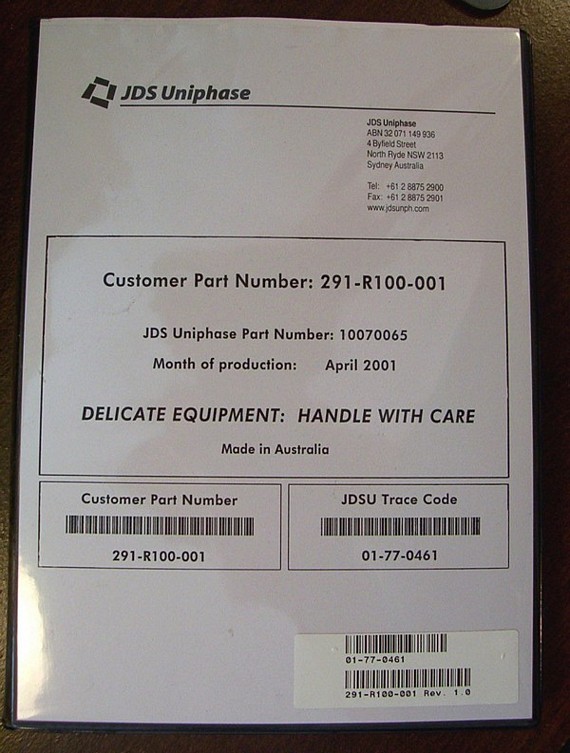 JDS Uniphase
JDS Uniphase
ABN 32 071 149 936
4 Byfield Street
North Ryde NSW 2113
Sydney Australia
Tel: +61 2 8875 2900
Fax: +61 2 8875 2901
www.jdsunph.com
Customer Part Number: 291-R100-001
JDS Uniphase Part Number: 10070065
Month of production: April 2001
DELICATE EQUIPMENT: HANDLE WITH CARE
Made in Australia
Customer Part Number
291-R100-001
JDSU Trace Code
01-77-0461
01-77-0461
291-R100-001 Rev. 1.0